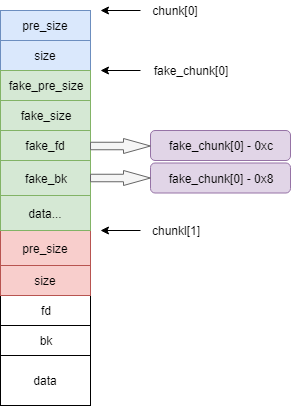 chunk[0]
pre_size
size
fake_chunk[0]
fake_pre_size
fake_size
fake_fd
fake_chunk[0] - 0xc
fake_bk
fake_chunk[0] - 0x8
data...
chunkl[1]
pre_size
size
fd
bk
data